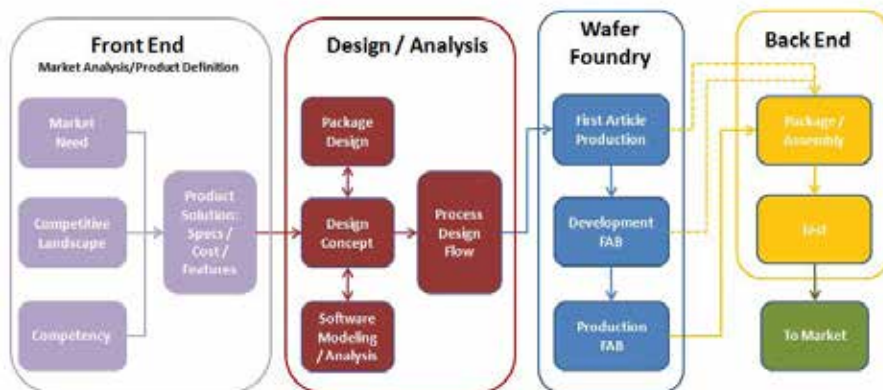 Front End
Market Analysis/Product Definition
Market
Need
Competitive
Landscape
Competency
Product
Solution:
Specs /
Cost /
Features
Design / Analysis
Package
Design
Design
Concept
Software
Modeling
/ Analysis
Process
Design
Flow
Wafer
Foundry
First Article
Production
Development
FAB
Production
FAB
Back End
Package /
Assembly
Test
To Market